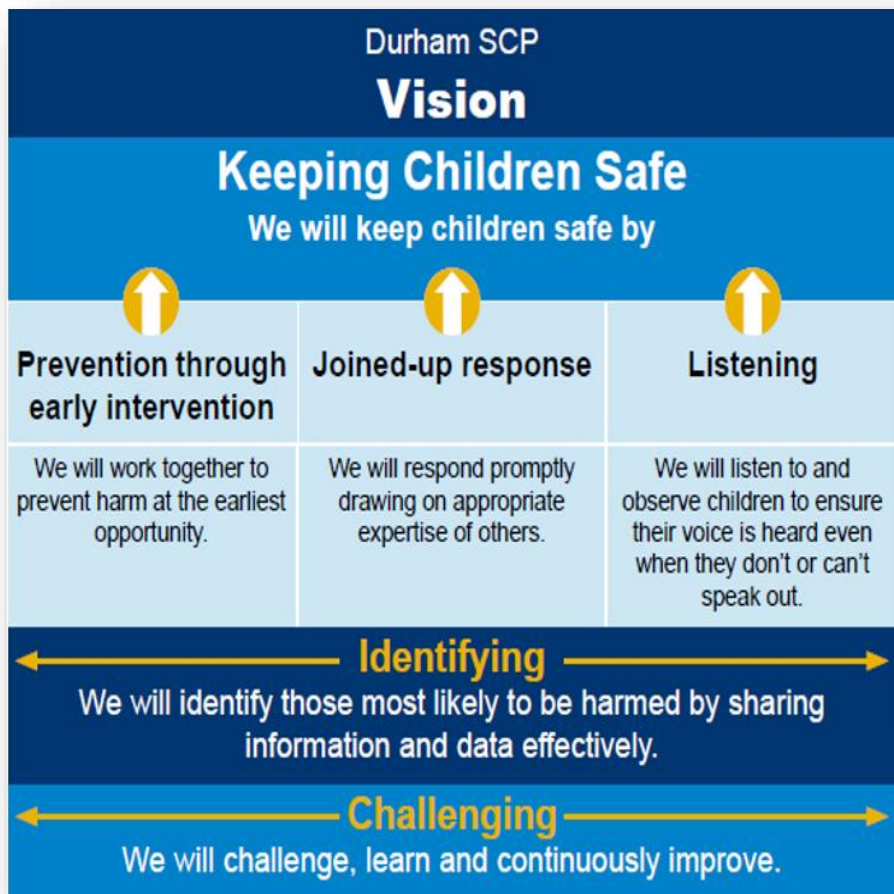 Durham SCP
Vision
Keeping Children Safe
We will keep children safe by
Prevention through
early intervention
We will work together to
prevent harm at the earliest
opportunity.
Joined-up response
We will respond promptly
drawing on appropriate
expertise of others.
Listening
We will listen to and
observe children to ensure
their voice is heard even
when they don't or can't
speak out.
Identifying
We will identify those most likely to be harmed by sharing
information and data effectively.
Challenging
We will challenge, learn and continuously improve.